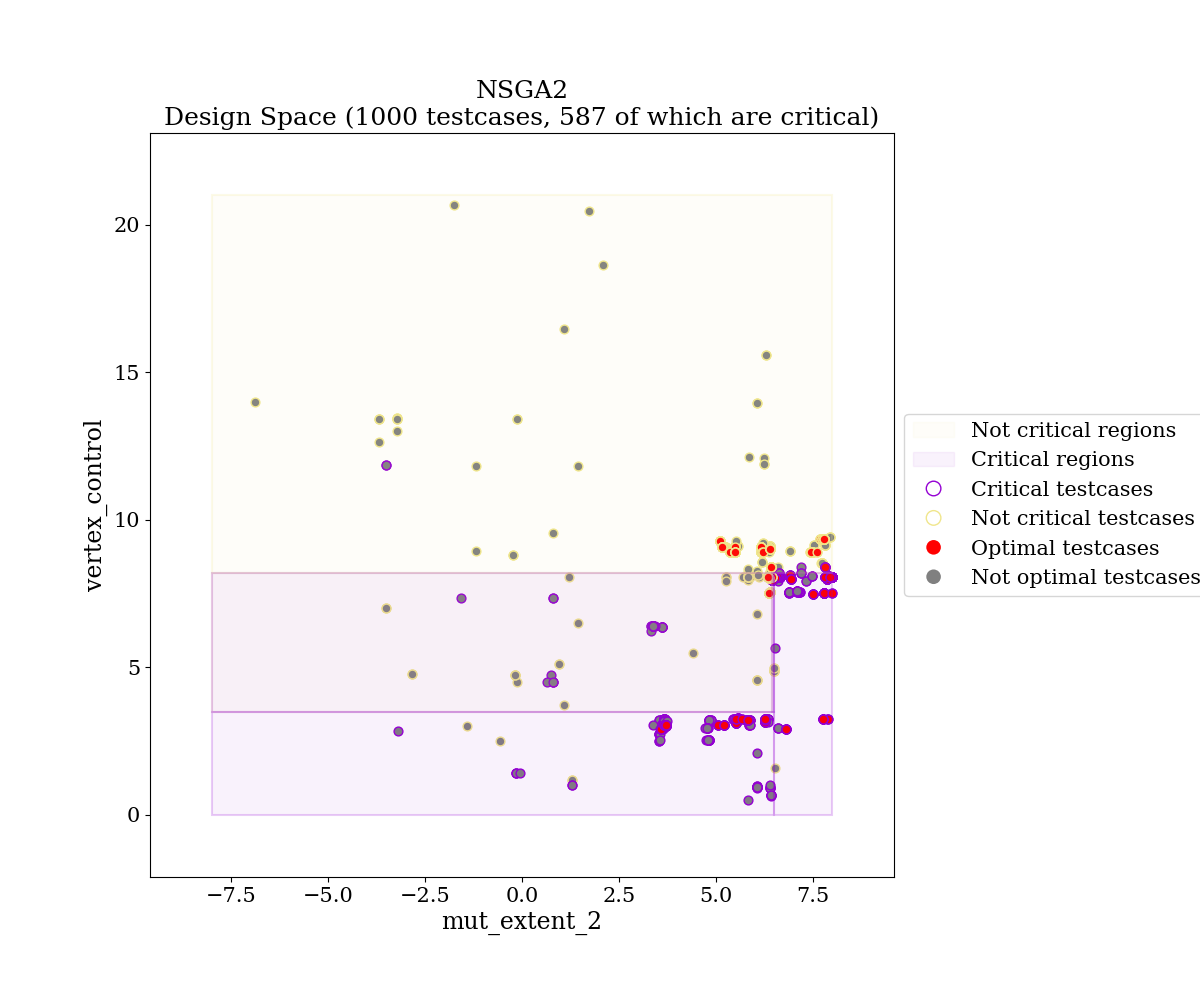 NSGA2
Design Space (1000 testcases, 587 of which are critical)
20
15
10
5
0
vertex_control
−7.5
−5.0
−2.5
0.0
2.5
5.0
7.5
mut_extent_2
Not critical regions
Critical regions
Critical testcases
Not critical testcases
Optimal testcases
Not optimal testcases